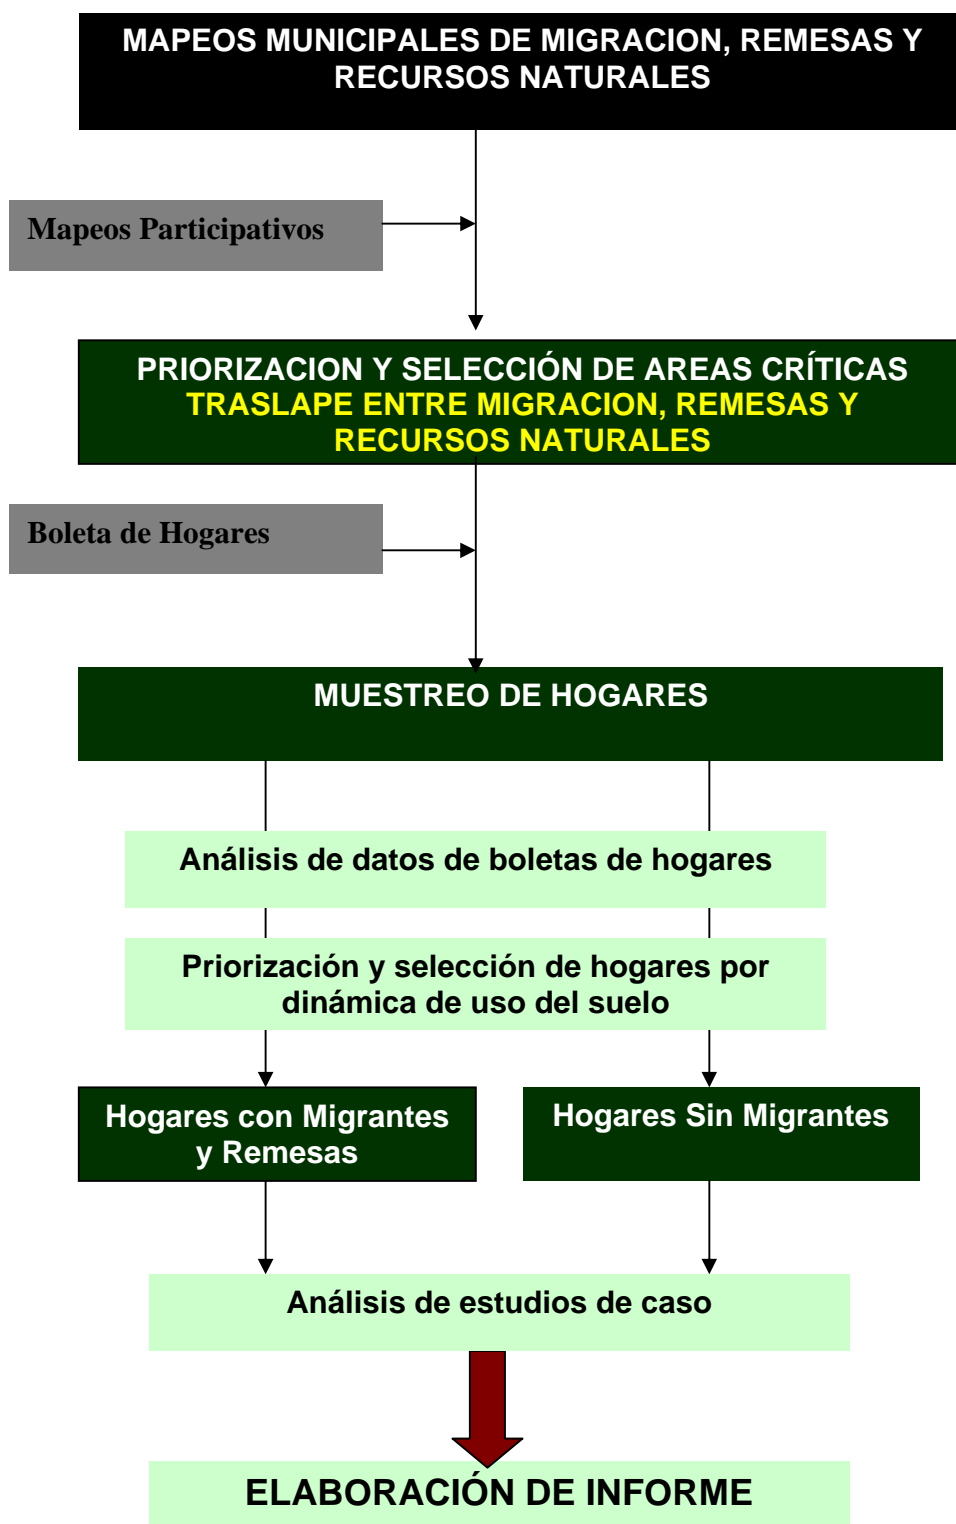 MAPEOS MUNICIPALES DE MIGRACION, REMESAS Y
RECURSOS NATURALES
Mapeos Participativos
PRIORIZACION Y SELECCIÓN DE AREAS CRÍTICAS
TRASLAPE ENTRE MIGRACION, REMESAS Y
RECURSOS NATURALES
Boleta de Hogares
MUESTREO DE HOGARES
Análisis de datos de boletas de hogares
Priorización y selección de hogares por
dinámica de uso del suelo
Hogares con Migrantes
y Remesas
Hogares Sin Migrantes
Análisis de estudios de caso
ELABORACIÓN DE INFORME